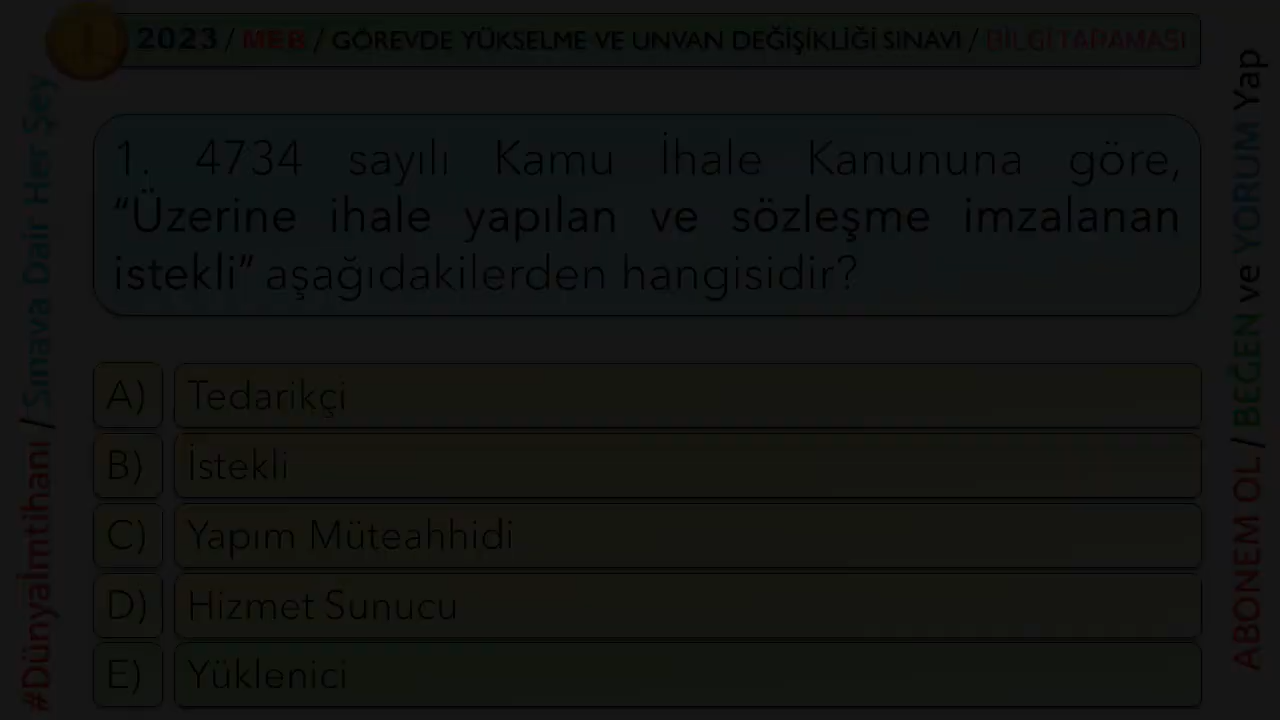 2023 / MEB / GÖREVDE YÜKSELME VE UNVAN DEĞİŞİKLİĞİ SINAVI / BİLGİ TARAMASI
1. 4734 sayılı Kamu İhale Kanununa göre,
“Üzerine ihale yapılan ve sözleşme imzalanan
istekli” aşağıdakilerden hangisidir?
A) Tedarikçi
B) İstekli
C) Yapım Müteahhidi
D) Hizmet Sunucu
E) Yüklenici
#Dünyaİmtihanı / Sınava Dair Her Şey
ABONEM OL / BEĞEN ve YORUM Yap